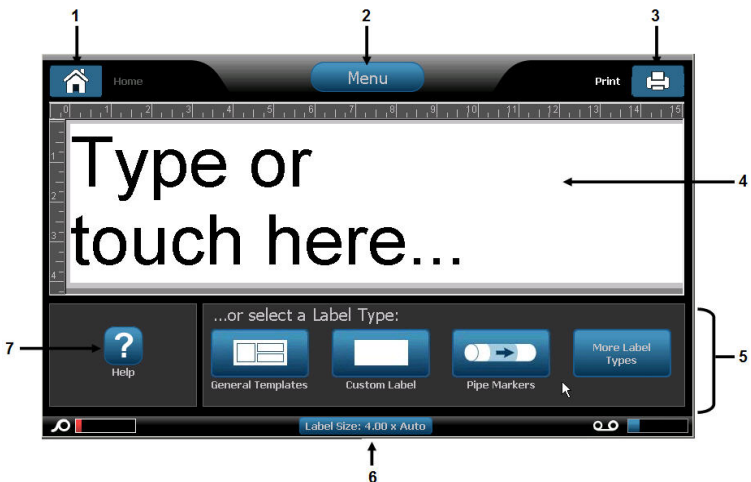 1
2
3
Home
Menu
Print
0 1 2 3 4 5 6 7 8 9 10 11 12 13 14 15
1
2
3
4
Type or
touch here...
4
...or select a Label Type:
?
Help
General Templates
Custom Label
Pipe Markers
More Label
Types
5
7
Label Size: 4.00 x Auto
6